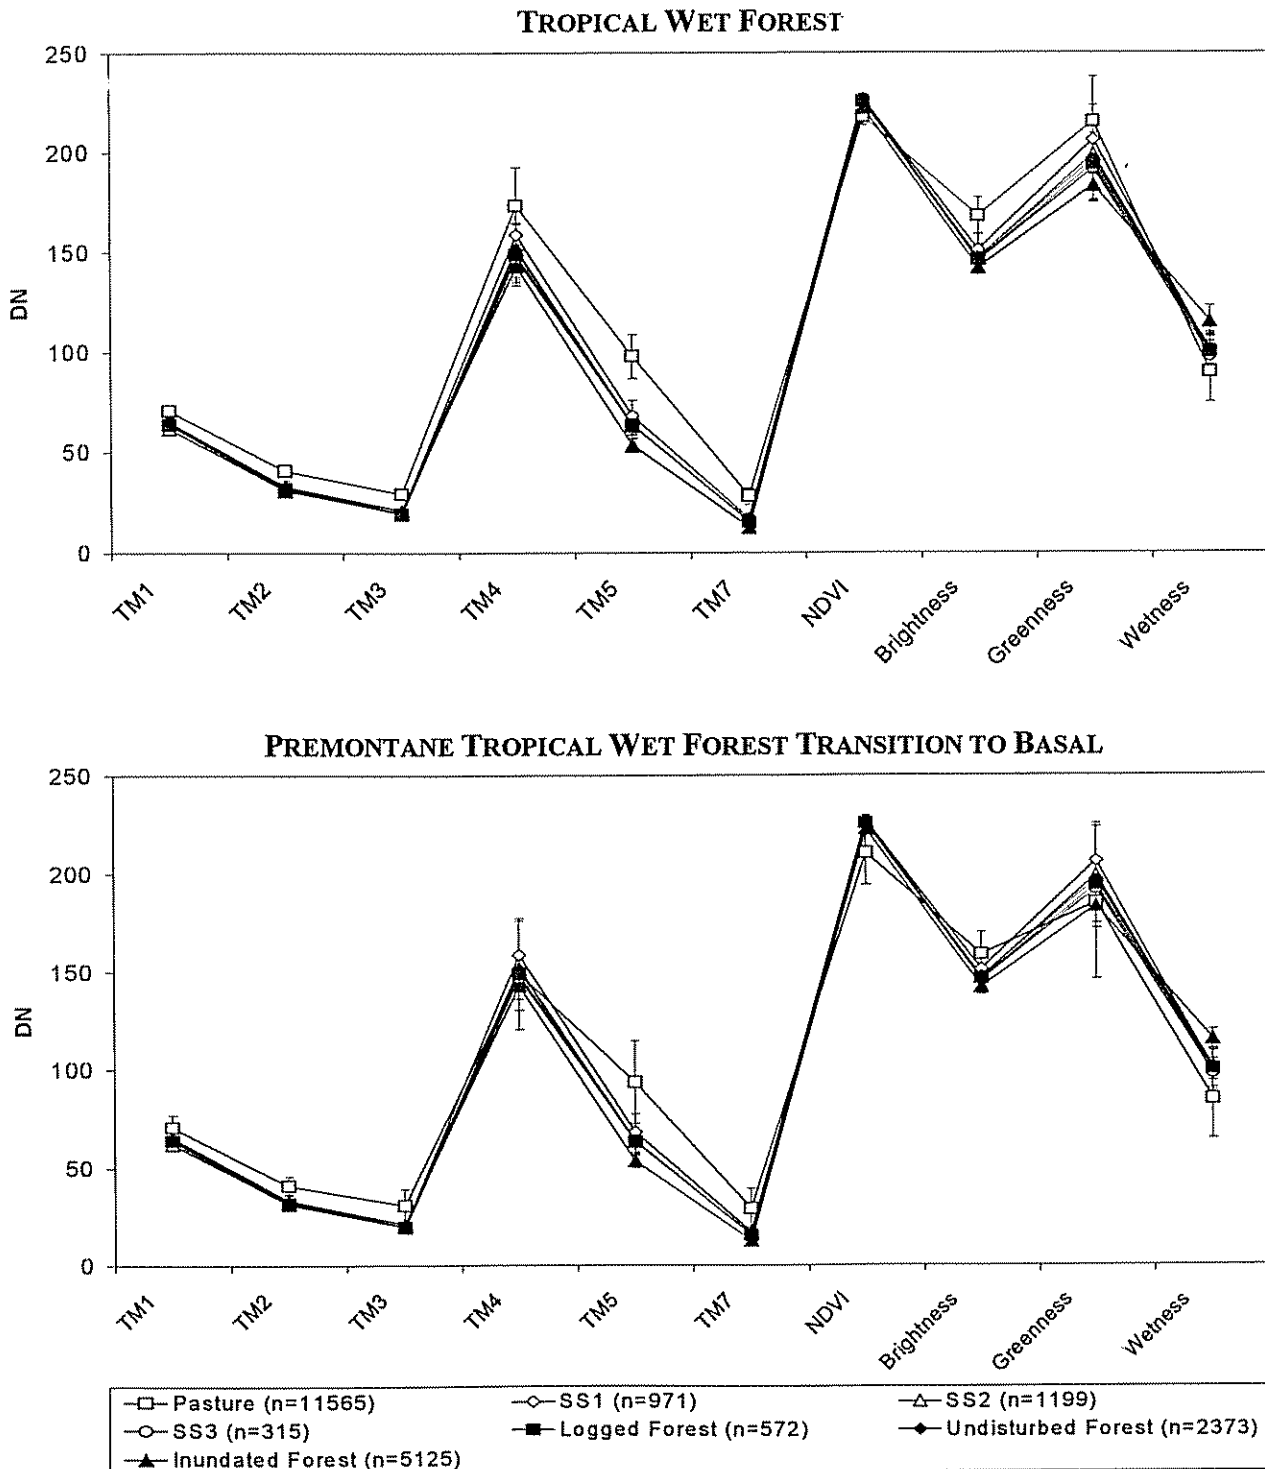 TROPICAL WET FOREST
250
200
150
100
50
0
DN
TM1
TM2
TM3
TM4
TM5
TM7
NDVI
Brightness
Greenness
Wetness
PREMONTANE TROPICAL WET FOREST TRANSITION TO BASAL
250
200
150
100
50
0
DN
TM1
TM2
TM3
TM4
TM5
TM7
NDVI
Brightness
Greenness
Wetness
Pasture (n=11565) SS1 (n=971) SS2 (n=1199)
SS3 (n=315) Logged Forest (n=572) Undisturbed Forest (n=2373)
Inundated Forest (n=5125)